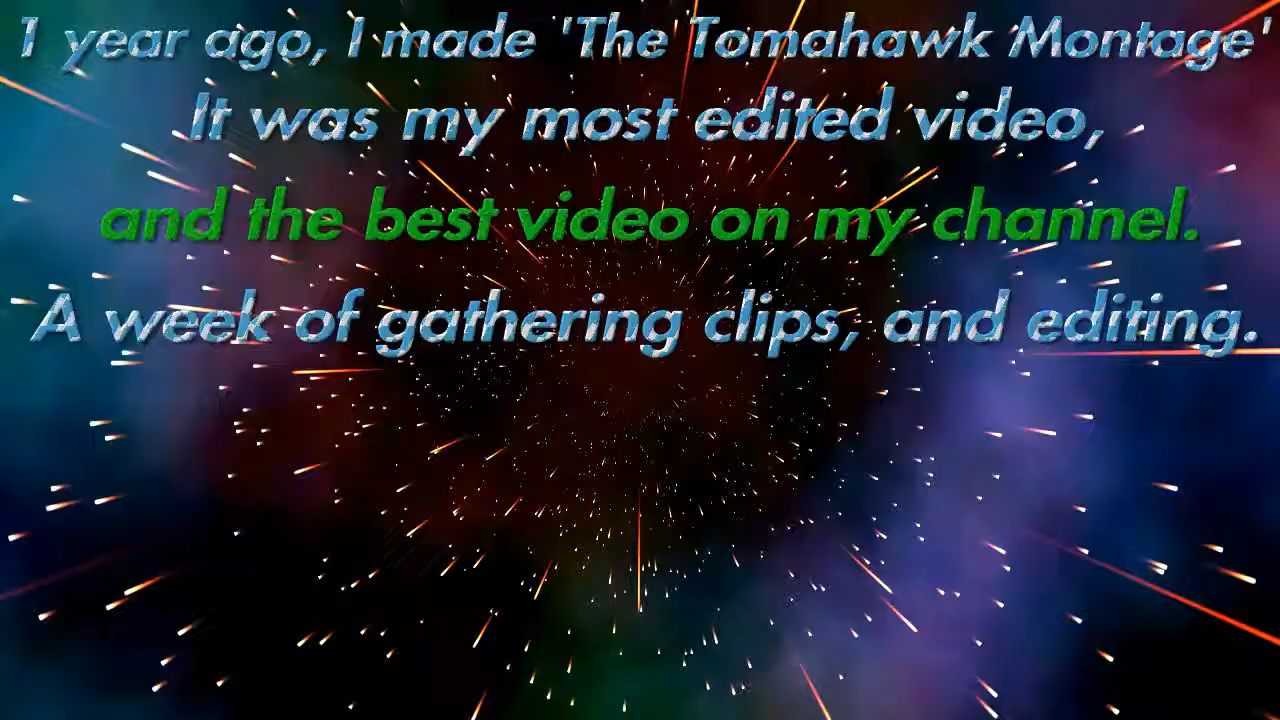 1 year ago, I made 'The Tomahawk Montage'
It was my most edited video,
and the best video on my channel.
A week of gathering clips, and editing.